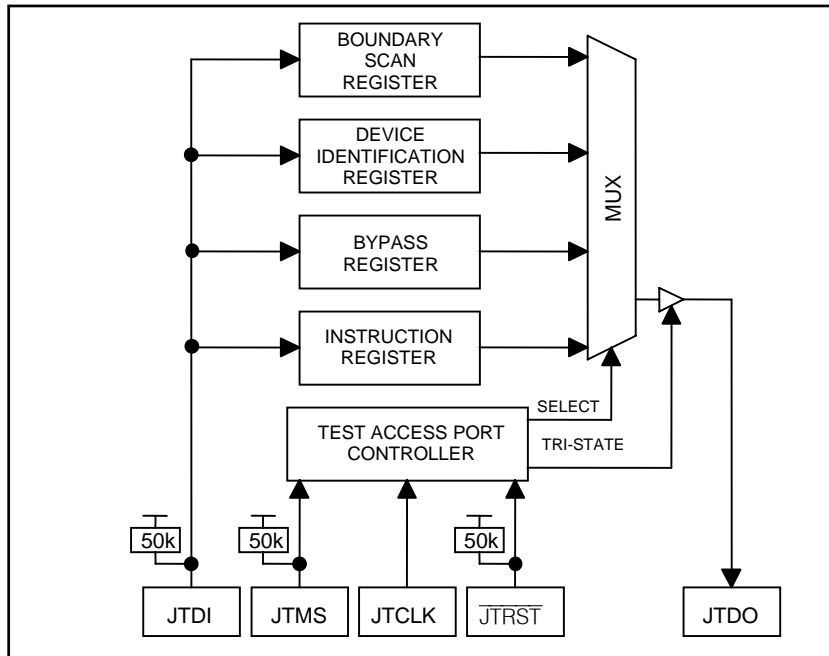 BOUNDARY
SCAN
REGISTER
DEVICE
IDENTIFICATION
REGISTER
BYPASS
REGISTER
INSTRUCTION
REGISTER
MUX
SELECT
TEST ACCESS PORT
CONTROLLER
TRI-STATE
50k
50k
50k
JTDI
JTMS
JTCLK
JTRST
JTDO